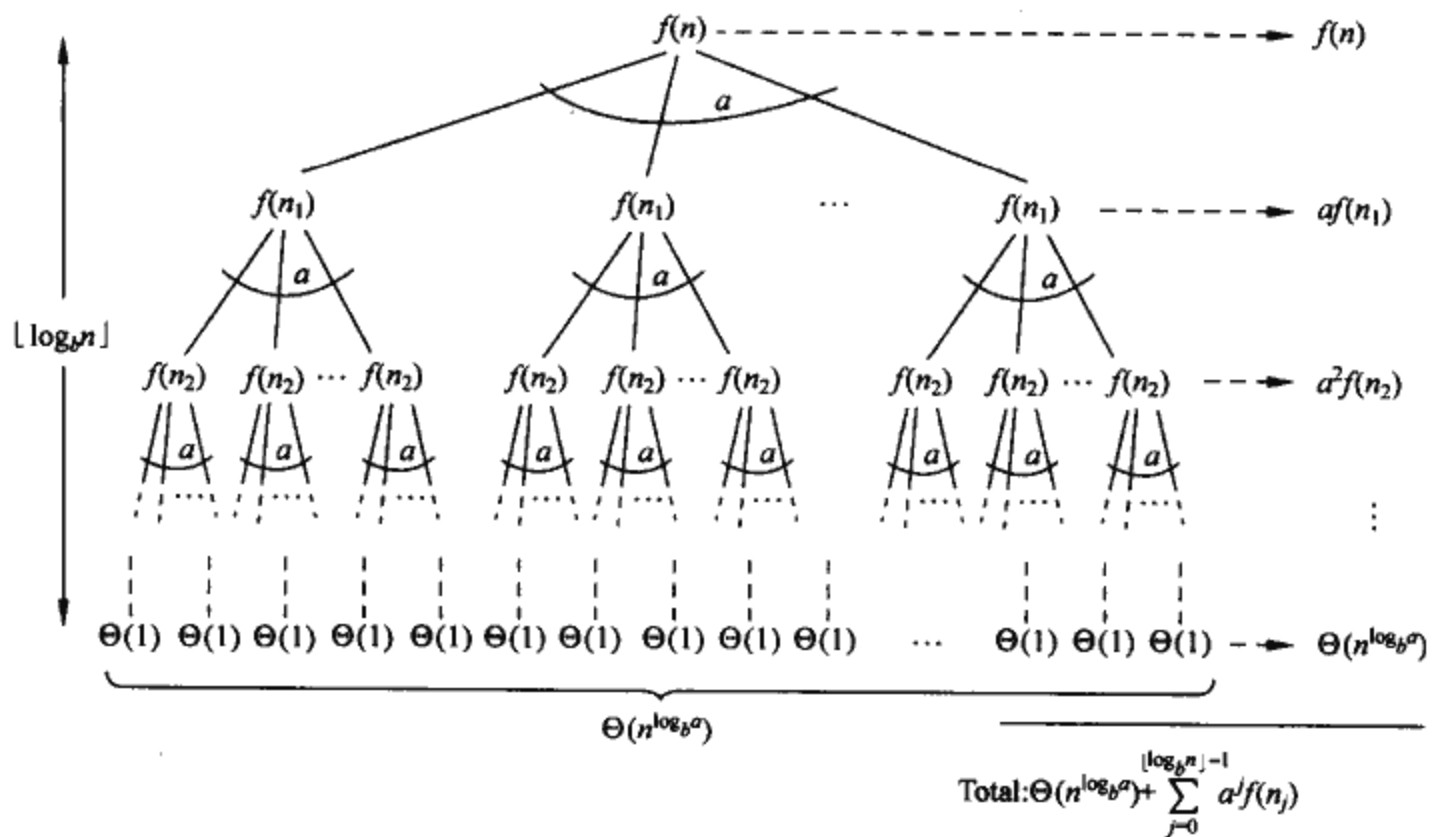 f(n) f(n)
a
f(n₁) f(n₁) ... f(n₁) af(n₁)
a a a
⌊log_b n⌋
f(n₂) f(n₂) ... f(n₂) f(n₂) f(n₂) ... f(n₂) f(n₂) f(n₂) ... f(n₂) a²f(n₂)
a a a a a a a a a
... ... ... ... ... ... ... ... ... ⋮
Θ(1) Θ(1) Θ(1) Θ(1) Θ(1) Θ(1) Θ(1) Θ(1) Θ(1) Θ(1) ... Θ(1) Θ(1) Θ(1) Θ(n^{log_b a})
Θ(n^{log_b a})
Total:Θ(n^{log_b a})+∑_{j=0}^{⌊log_b n⌋-1} a^j f(n_j)